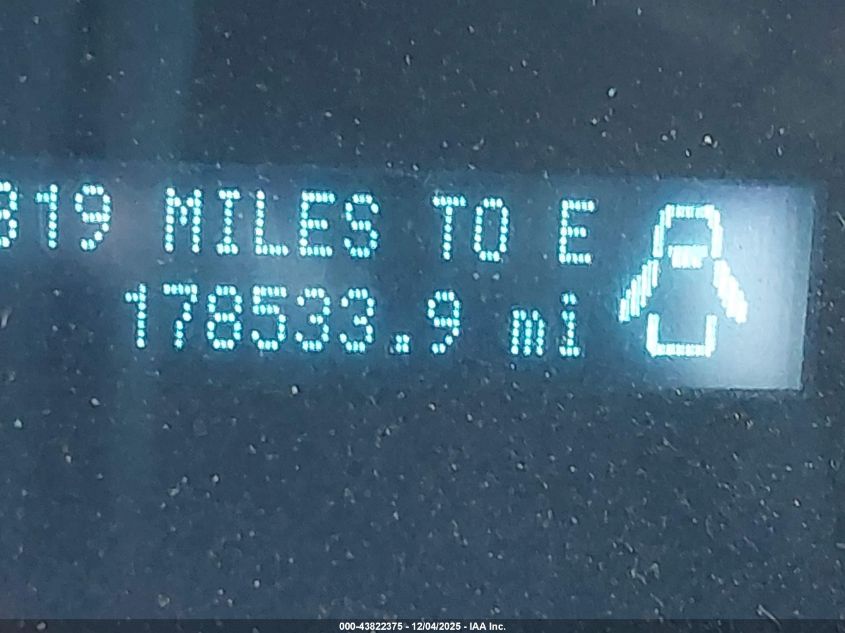 319 MILES TO E
178533.9 mi
000-43822375 - 12/04/2025 - IAA Inc.